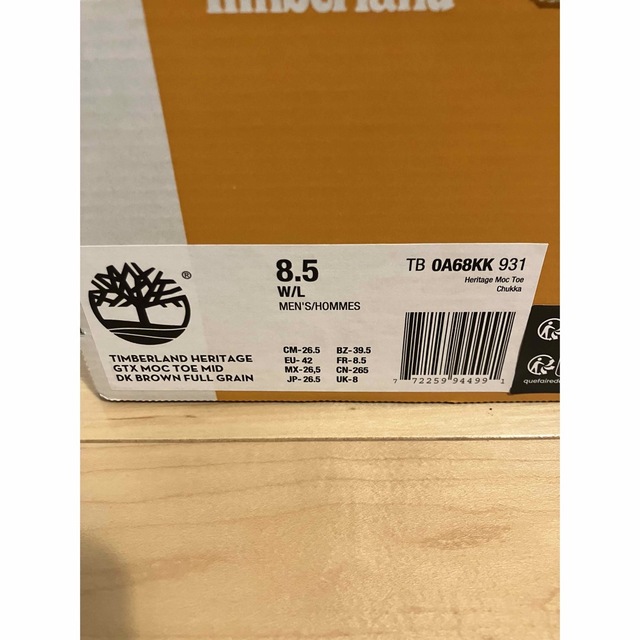 Timberland
®
8.5
W/L
MEN'S/HOMMES
TB 0A68KK 931
Heritage Moc Toe
Chukka
TIMBERLAND HERITAGE
GTX MOC TOE MID
DK BROWN FULL GRAIN
CM-26.5 BZ-39.5
EU-42 FR-8.5
MX-26,5 CN-265
JP-26.5 UK-8
7 72259 94499 1